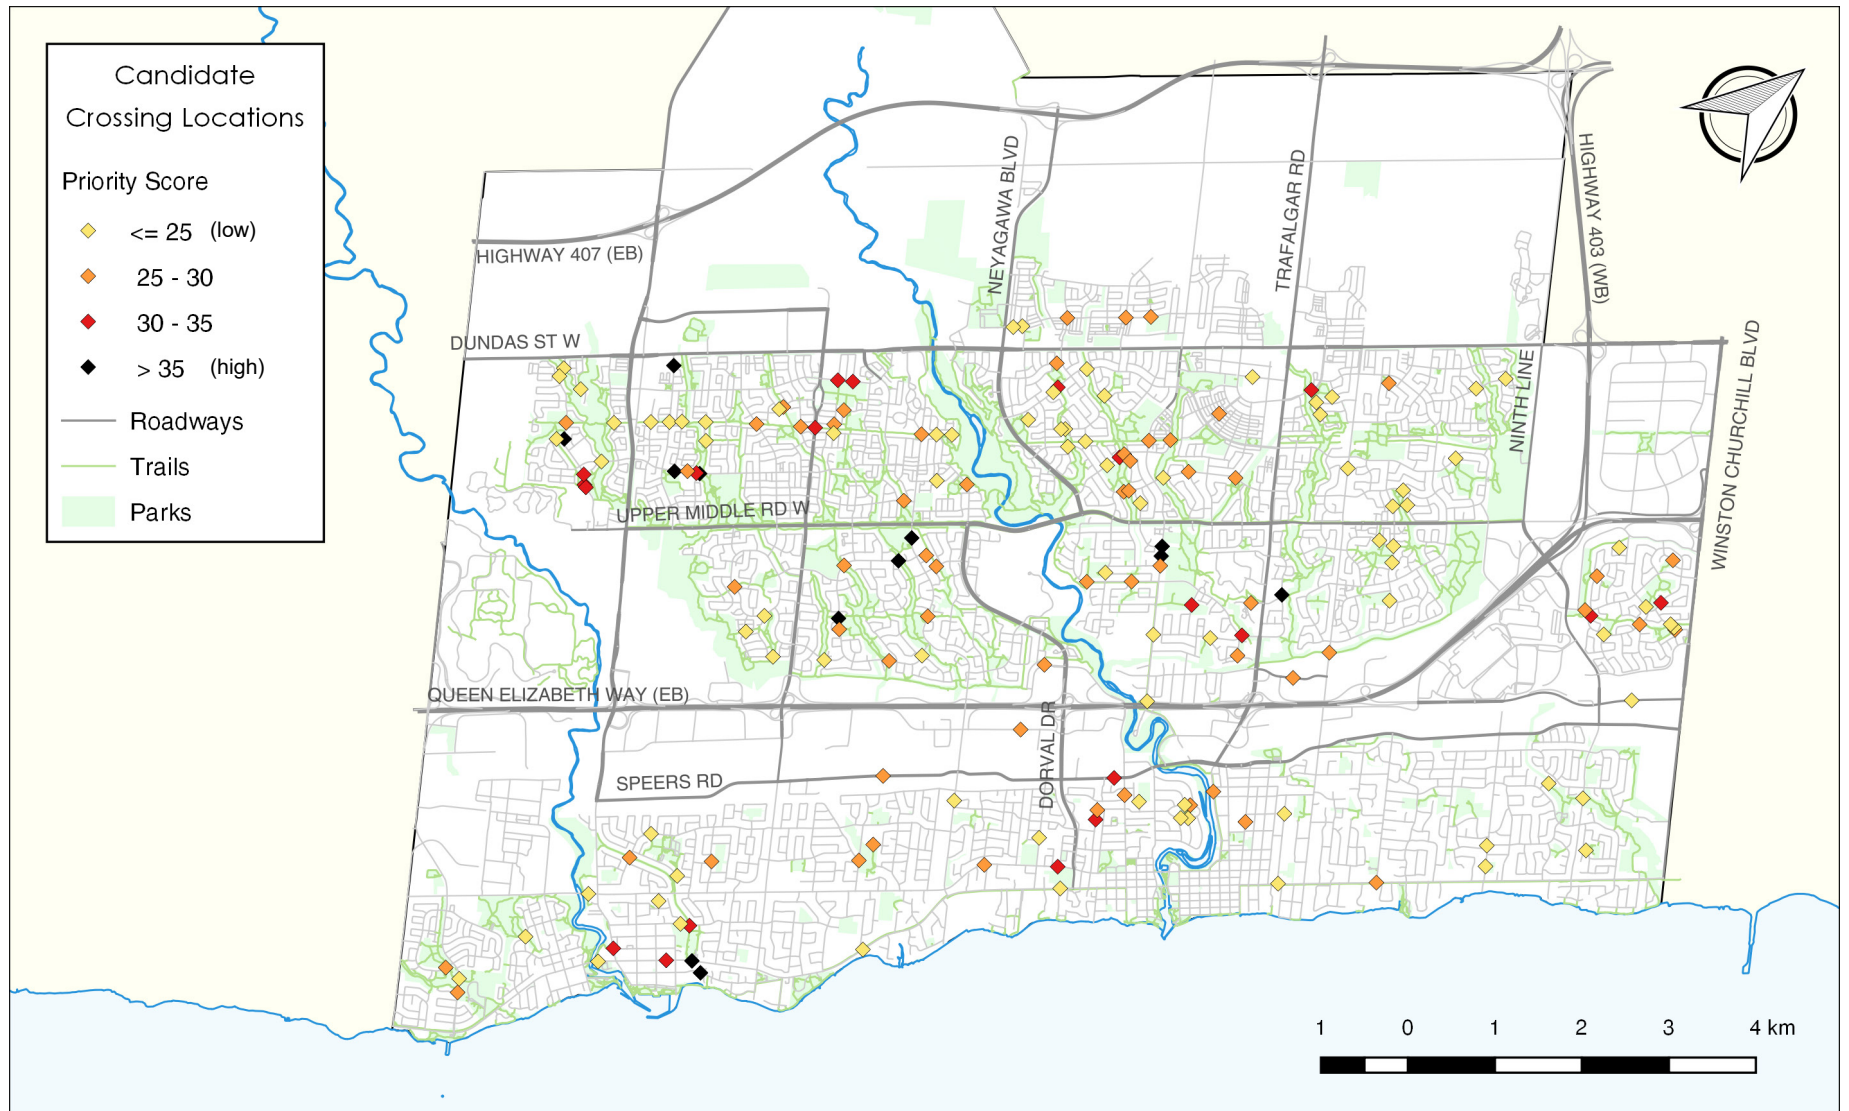 Candidate
Crossing Locations
Priority Score
<= 25 (low)
25 - 30
30 - 35
> 35 (high)
Roadways
Trails
Parks
HIGHWAY 407 (EB)
NEYAGAWA BLVD
TRAFALGAR RD
HIGHWAY 403 (WB)
DUNDAS ST W
NINTH LINE
WINSTON CHURCHILL BLVD
UPPER MIDDLE RD W
QUEEN ELIZABETH WAY (EB)
DORVAL DR
SPEERS RD
1 0 1 2 3 4 km